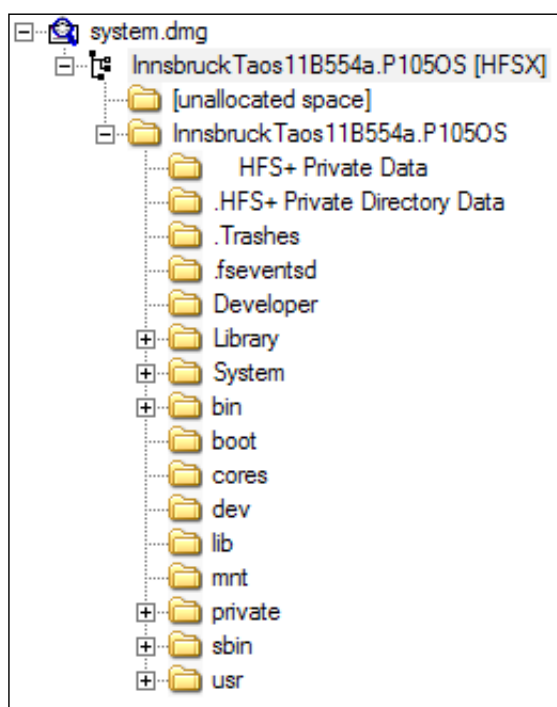 system.dmg
InnsbruckTaos11B554a.P105OS [HFSX]
[unallocated space]
InnsbruckTaos11B554a.P105OS
HFS+ Private Data
.HFS+ Private Directory Data
.Trashes
.fseventsd
Developer
Library
System
bin
boot
cores
dev
lib
mnt
private
sbin
usr